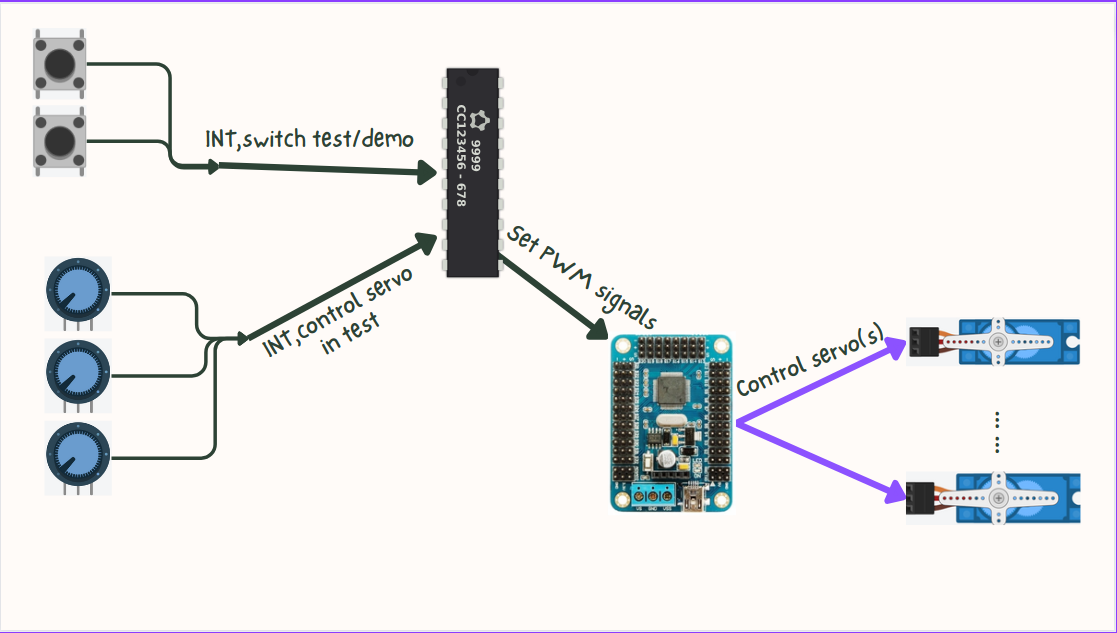 INT,switch test/demo
9999
CC123456 - 678
INT,control servo
in test
Set PWM signals
Control servo(s)
VS GND VSS